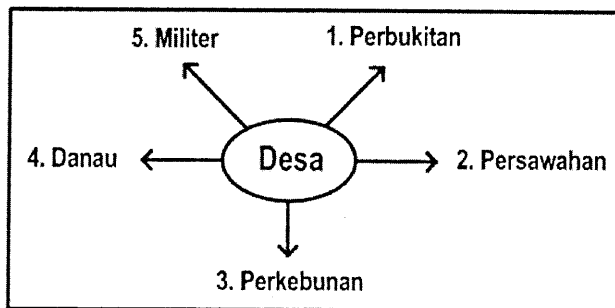 5. Militer
1. Perbukitan
4. Danau
Desa
2. Persawahan
3. Perkebunan